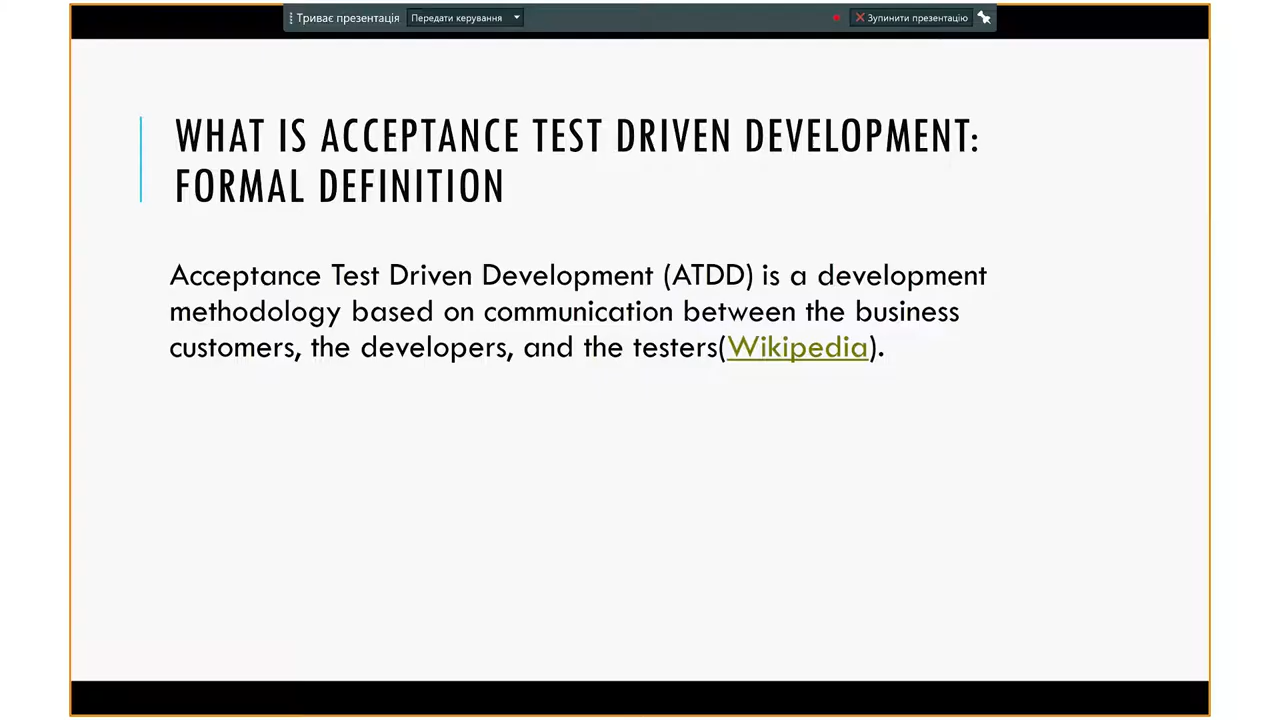 Триває презентація Передати керування Зупинити презентацію
WHAT IS ACCEPTANCE TEST DRIVEN DEVELOPMENT:
FORMAL DEFINITION
Acceptance Test Driven Development (ATDD) is a development
methodology based on communication between the business
customers, the developers, and the testers(Wikipedia).